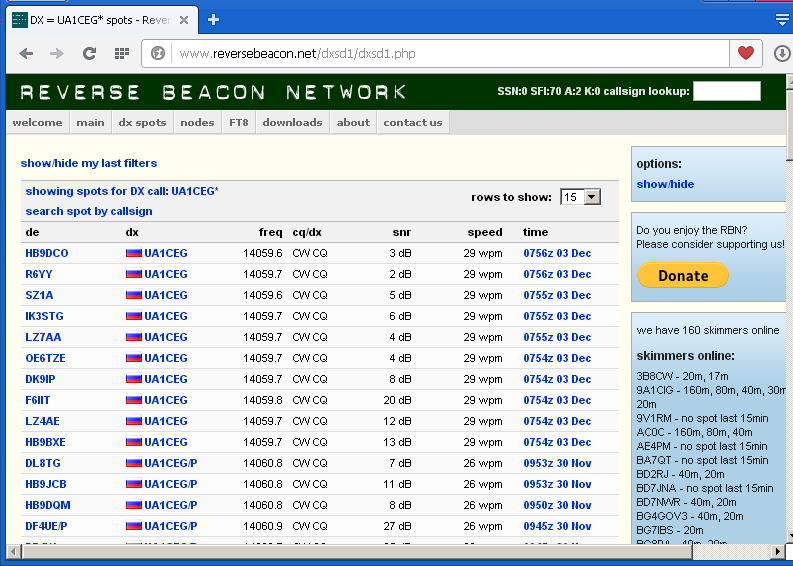 DX = UA1CEG* spots - Rever
www.reversebeacon.net/dxsd1/dxsd1.php
REVERSE BEACON NETWORK
SSN:0 SFI:70 A:2 K:0 callsign lookup:
welcome main dx spots nodes FT8 downloads about contact us
show/hide my last filters
showing spots for DX call: UA1CEG*
rows to show: 15
search spot by callsign
de dx freq cq/dx snr speed time
HB9DCO UA1CEG 14059.6 CW CQ 3 dB 29 wpm 0756z 03 Dec
R6YY UA1CEG 14059.7 CW CQ 2 dB 29 wpm 0756z 03 Dec
SZ1A UA1CEG 14059.6 CW CQ 5 dB 29 wpm 0755z 03 Dec
IK3STG UA1CEG 14059.7 CW CQ 6 dB 29 wpm 0755z 03 Dec
LZ7AA UA1CEG 14059.7 CW CQ 4 dB 29 wpm 0755z 03 Dec
OE6TZE UA1CEG 14059.7 CW CQ 4 dB 29 wpm 0754z 03 Dec
DK9IP UA1CEG 14059.7 CW CQ 8 dB 29 wpm 0754z 03 Dec
F6IIT UA1CEG 14059.8 CW CQ 20 dB 29 wpm 0754z 03 Dec
LZ4AE UA1CEG 14059.7 CW CQ 12 dB 29 wpm 0754z 03 Dec
HB9BXE UA1CEG 14059.7 CW CQ 13 dB 29 wpm 0754z 03 Dec
DL8TG UA1CEG/P 14060.8 CW CQ 7 dB 26 wpm 0953z 30 Nov
HB9JCB UA1CEG/P 14060.8 CW CQ 11 dB 26 wpm 0953z 30 Nov
HB9DQM UA1CEG/P 14060.8 CW CQ 8 dB 26 wpm 0950z 30 Nov
DF4UE/P UA1CEG/P 14060.9 CW CQ 27 dB 26 wpm 0945z 30 Nov
options:
show/hide
Do you enjoy the RBN?
Please consider supporting us!
Donate
we have 160 skimmers online
skimmers online:
3B8CW - 20m, 17m
9A1CIG - 160m, 80m, 40m, 30m
20m
9V1RM - no spot last 15min
AC0C - 160m, 80m, 40m
AE4PM - no spot last 15min
BA7QT - no spot last 15min
BD2RJ - 40m, 20m
BD7JNA - no spot last 15min
BD7NWR - 40m, 20m
BG4GOV3 - 40m, 20m
BG7IBS - 20m